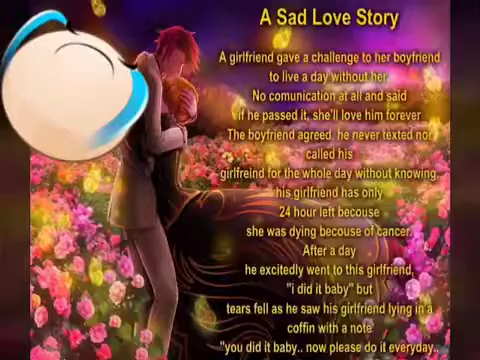 A Sad Love Story
A girlfriend gave a challenge to her boyfriend
to live a day without her.
No comunication at all and said
if he passed it, she'll love him forever
The boyfriend agreed, he never texted nor
called his
girlfreind for the whole day without knowing,
his girlfriend has only
24 hour left becouse
she was dying becouse of cancer.
After a day
he excitedly went to this girlfriend,
"i did it baby" but
tears fell as he saw his girlfriend lying in a
coffin with a note
"you did it baby.. now please do it everyday..